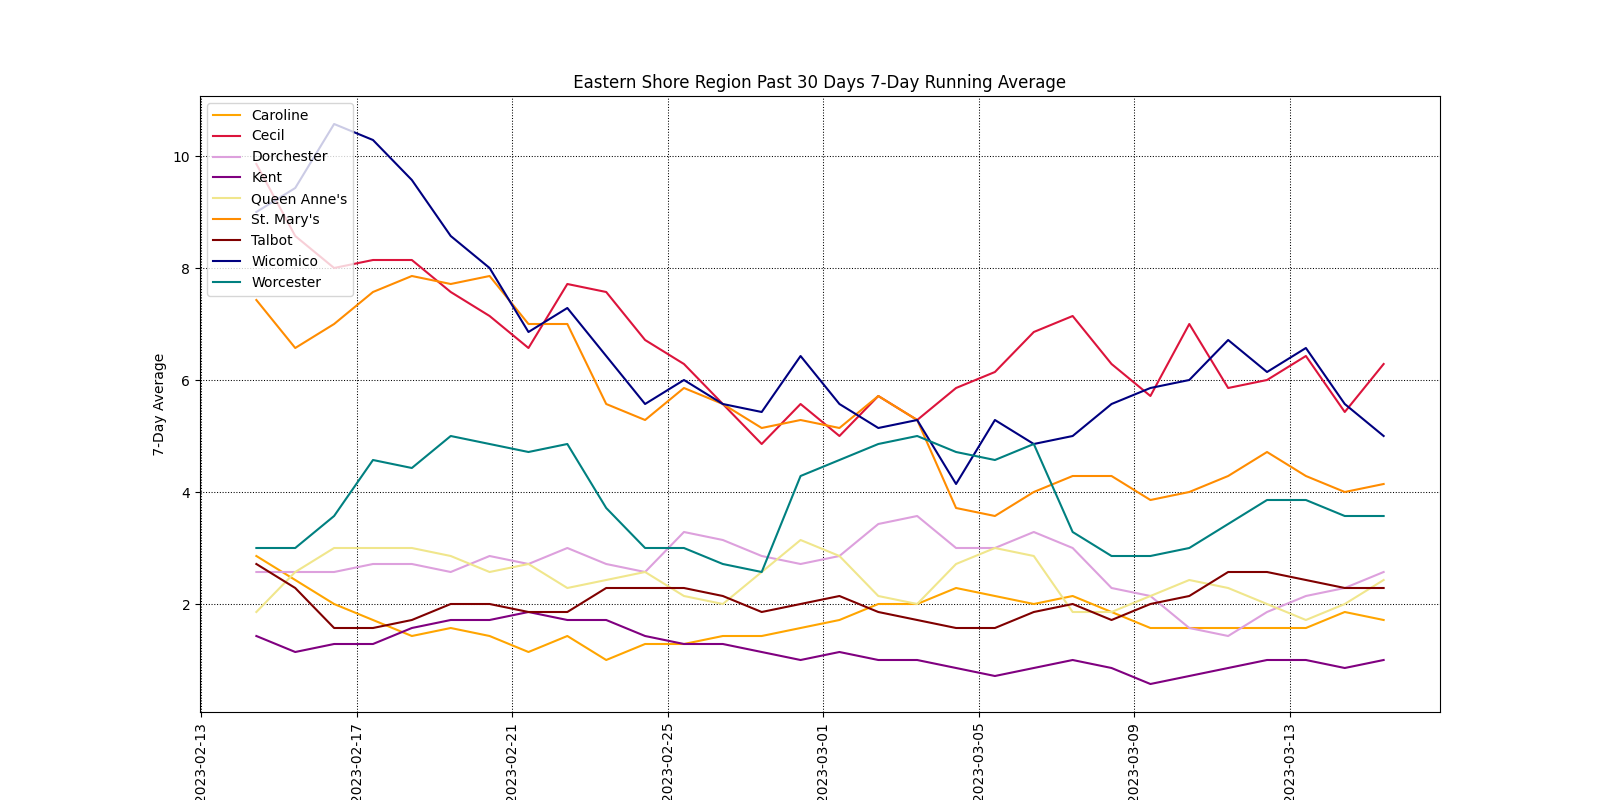 Eastern Shore Region Past 30 Days 7-Day Running Average
Caroline
Cecil
Dorchester
Kent
Queen Anne's
St. Mary's
Talbot
Wicomico
Worcester
7-Day Average
10
8
6
4
2
2023-02-13
2023-02-17
2023-02-21
2023-02-25
2023-03-01
2023-03-05
2023-03-09
2023-03-13